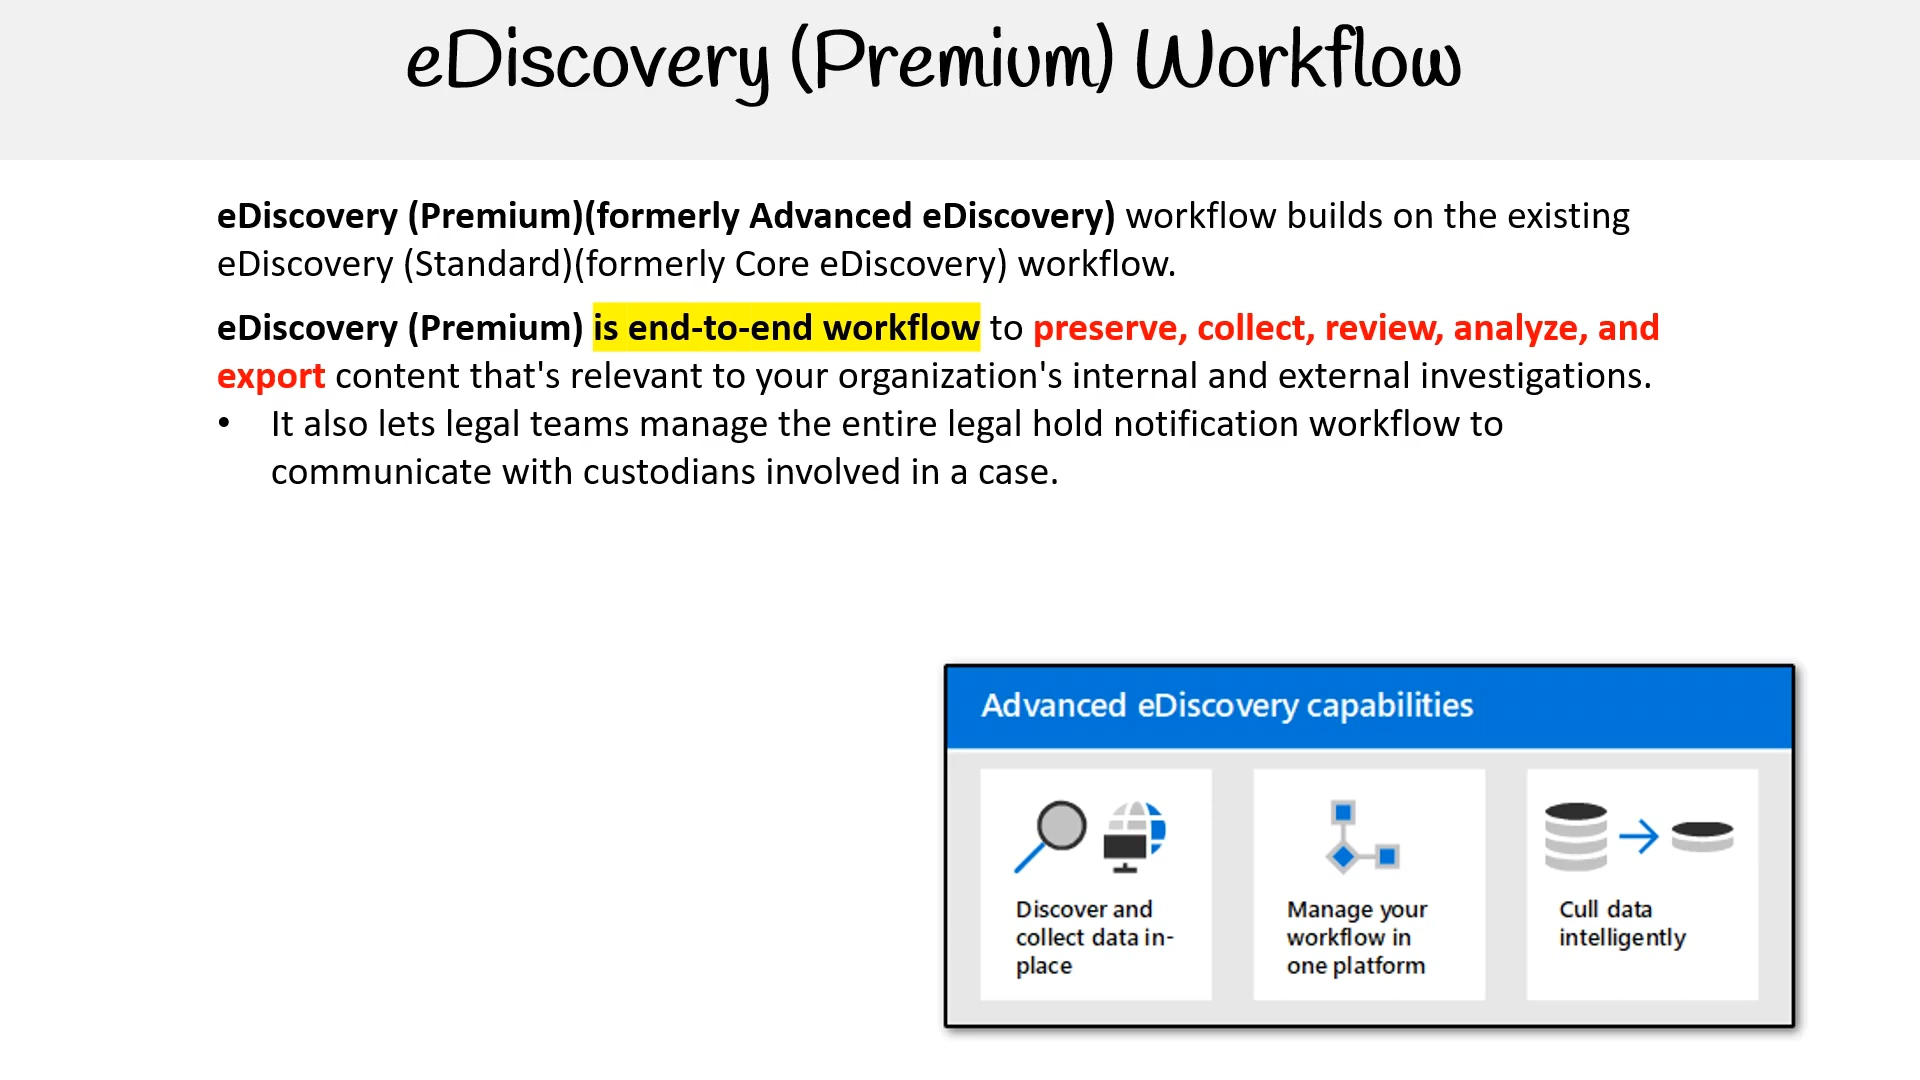 eDiscovery (Premium) Workflow
eDiscovery (Premium)(formerly Advanced eDiscovery) workflow builds on the existing
eDiscovery (Standard)(formerly Core eDiscovery) workflow.
eDiscovery (Premium) is end-to-end workflow to preserve, collect, review, analyze, and
export content that's relevant to your organization's internal and external investigations.
• It also lets legal teams manage the entire legal hold notification workflow to
communicate with custodians involved in a case.
Advanced eDiscovery capabilities
Discover and
collect data in-
place
Manage your
workflow in
one platform
Cull data
intelligently